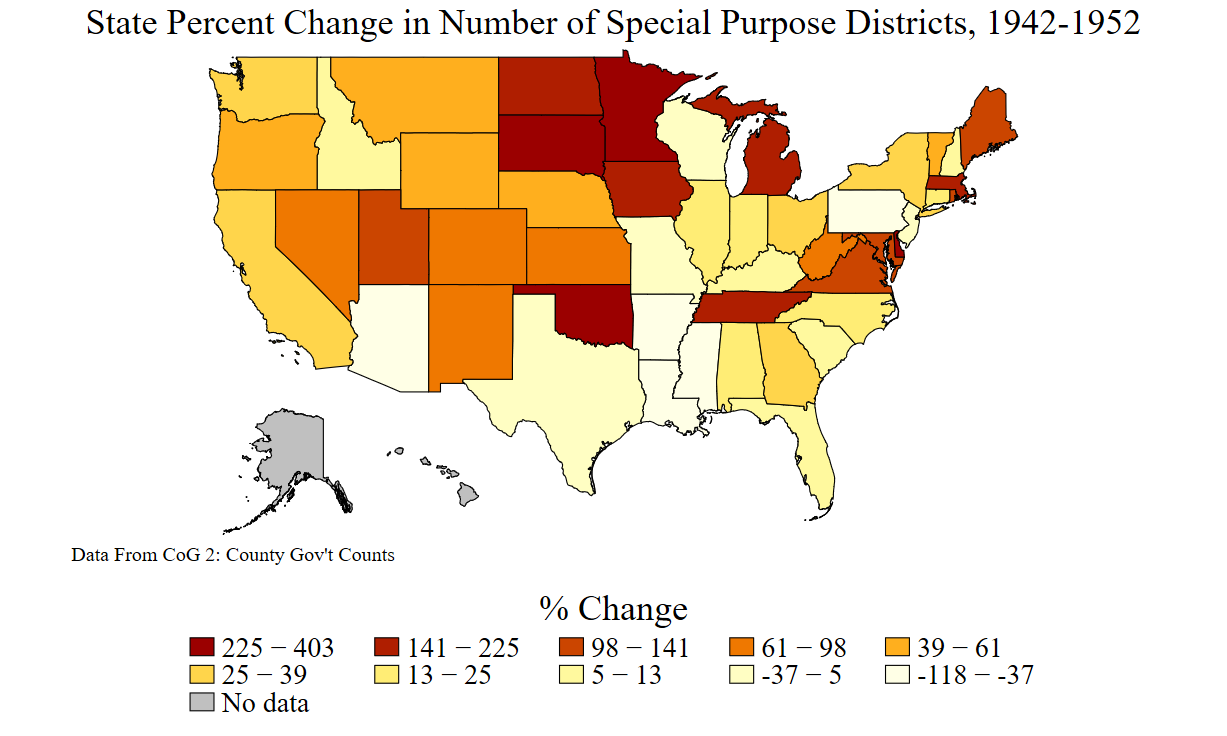 State Percent Change in Number of Special Purpose Districts, 1942-1952
Data From CoG 2: County Gov't Counts
% Change
225 − 403 141 − 225 98 − 141 61 − 98 39 − 61
25 − 39 13 − 25 5 − 13 -37 − 5 -118 − -37
No data